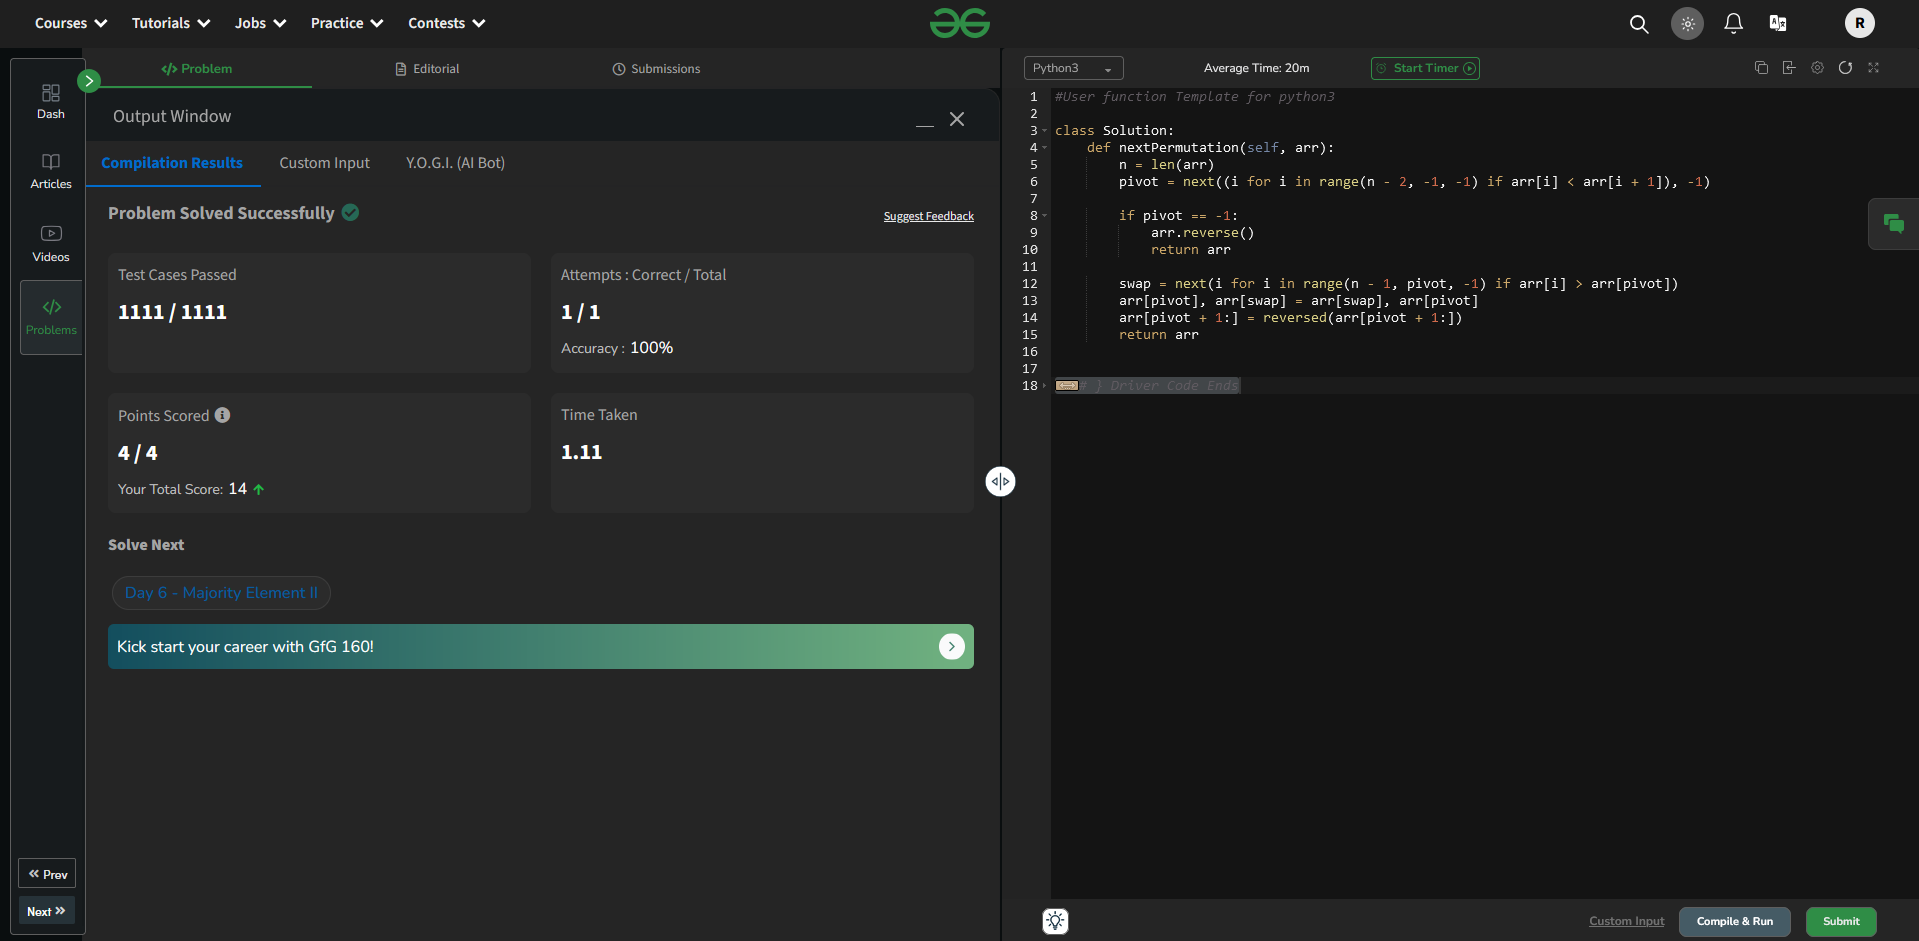 Courses Tutorials Jobs Practice Contests
R
Dash
Articles
Videos
Problems
« Prev
Next »
</> Problem Editorial Submissions
Output Window
Compilation Results Custom Input Y.O.G.I. (AI Bot)
Problem Solved Successfully
Suggest Feedback
Test Cases Passed
1111 / 1111
Attempts : Correct / Total
1 / 1
Accuracy : 100%
Points Scored
4 / 4
Your Total Score: 14
Time Taken
1.11
Solve Next
Day 6 - Majority Element II
Kick start your career with GfG 160!
Python3 Average Time: 20m Start Timer
1 #User function Template for python3
2
3 class Solution:
4     def nextPermutation(self, arr):
5         n = len(arr)
6         pivot = next((i for i in range(n - 2, -1, -1) if arr[i] < arr[i + 1]), -1)
7
8         if pivot == -1:
9             arr.reverse()
10             return arr
11
12         swap = next(i for i in range(n - 1, pivot, -1) if arr[i] > arr[pivot])
13         arr[pivot], arr[swap] = arr[swap], arr[pivot]
14         arr[pivot + 1:] = reversed(arr[pivot + 1:])
15         return arr
16
17
18 # } Driver Code Ends
Custom Input Compile & Run Submit